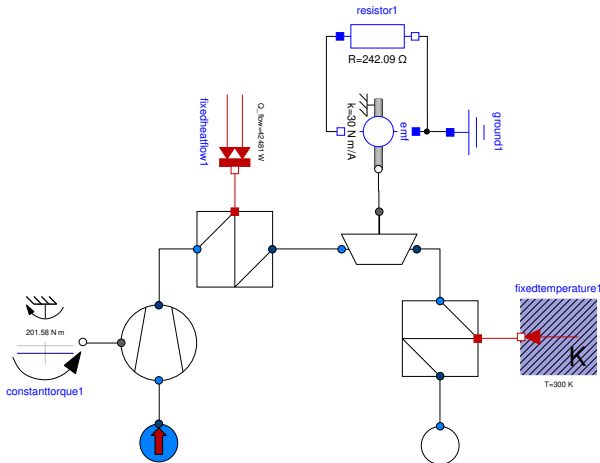 resistor1
R=242.09 Ω
fixedheatflow1
Q_flow=42481 W
k=30 N m/A
emf
ground1
fixedtemperature1
K
T=300 K
201.58 N m
constanttorque1